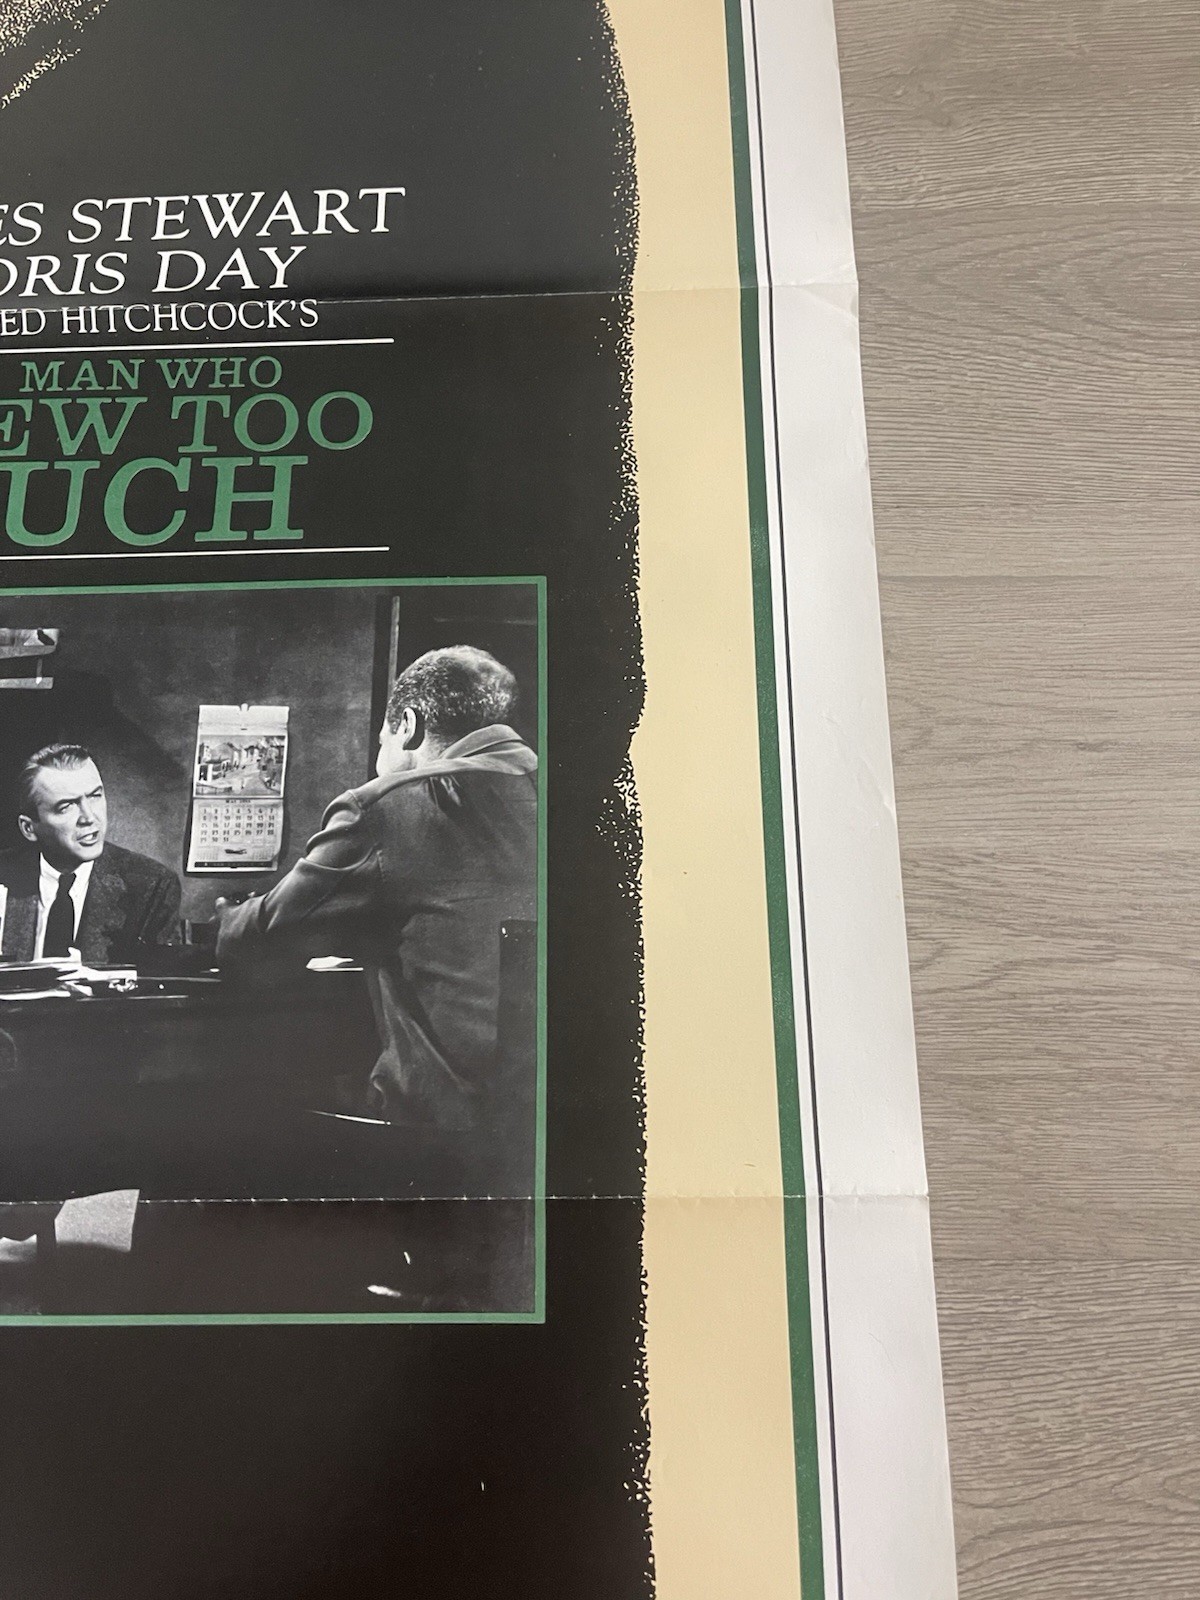 ES STEWART
ORIS DAY
ED HITCHCOCK'S
MAN WHO
EW TOO
UCH